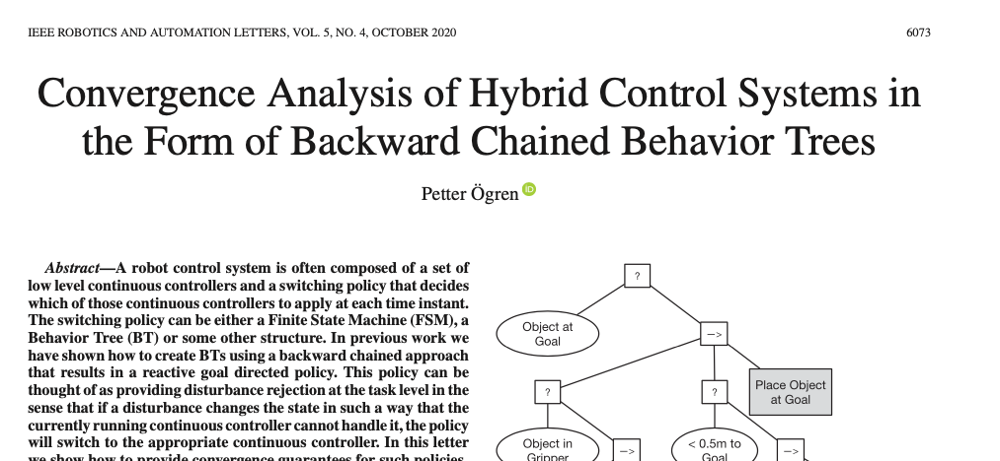 IEEE ROBOTICS AND AUTOMATION LETTERS, VOL. 5, NO. 4, OCTOBER 2020
6073
Convergence Analysis of Hybrid Control Systems in
the Form of Backward Chained Behavior Trees
Petter Ögren iD
Abstract—A robot control system is often composed of a set of
low level continuous controllers and a switching policy that decides
which of those continuous controllers to apply at each time instant.
The switching policy can be either a Finite State Machine (FSM), a
Behavior Tree (BT) or some other structure. In previous work we
have shown how to create BTs using a backward chained approach
that results in a reactive goal directed policy. This policy can be
thought of as providing disturbance rejection at the task level in the
sense that if a disturbance changes the state in such a way that the
currently running continuous controller cannot handle it, the policy
will switch to the appropriate continuous controller. In this letter
we show how to provide convergence guarantees for such policies.
?
Object at
Goal
—>
?
?
Place Object
at Goal
Object in
Gripper
—>
< 0.5m to
Goal
—>